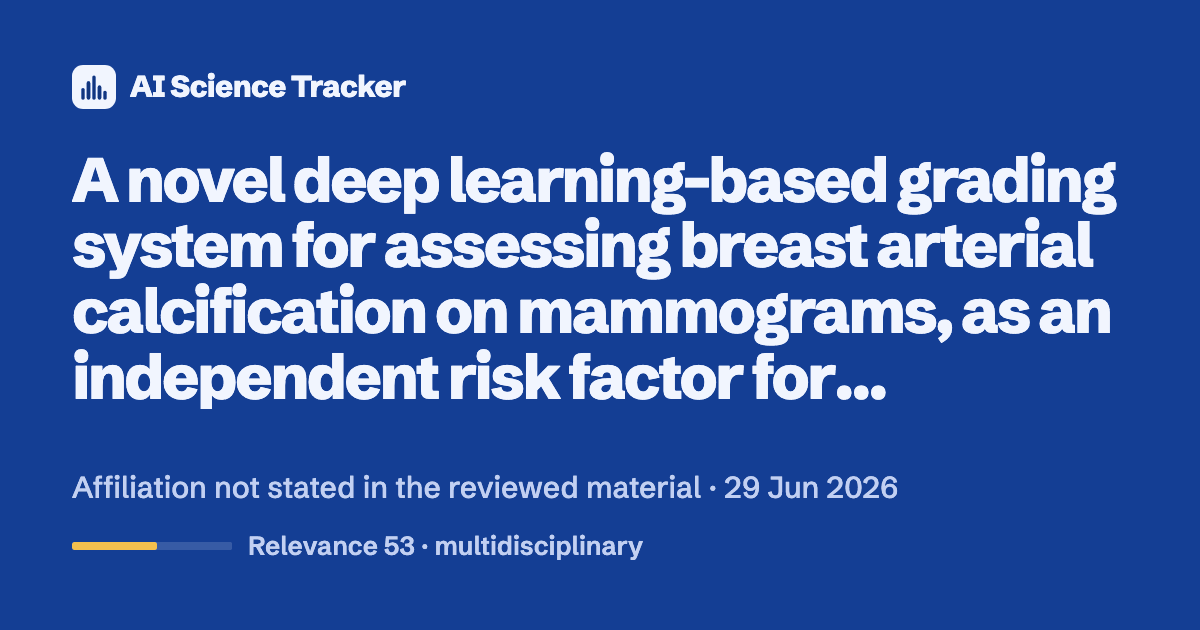 AI Science Tracker
A novel deep learning-based grading
system for assessing breast arterial
calcification on mammograms, as an
independent risk factor for...
Affiliation not stated in the reviewed material · 29 Jun 2026
Relevance 53 · multidisciplinary